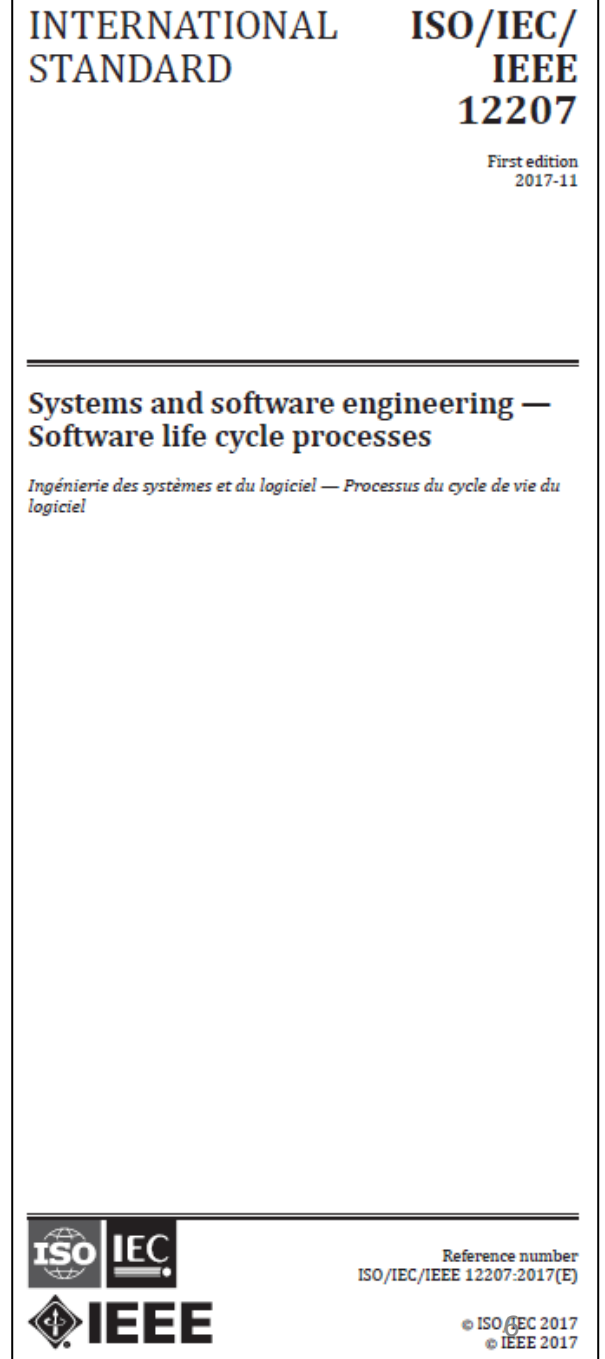 INTERNATIONAL STANDARD
ISO/IEC/
IEEE
12207
First edition
2017-11
Systems and software engineering —
Software life cycle processes
Ingénierie des systèmes et du logiciel — Processus du cycle de vie du
logiciel
ISO IEC
IEEE
Reference number
ISO/IEC/IEEE 12207:2017(E)
© ISO/IEC 2017
© IEEE 2017
6